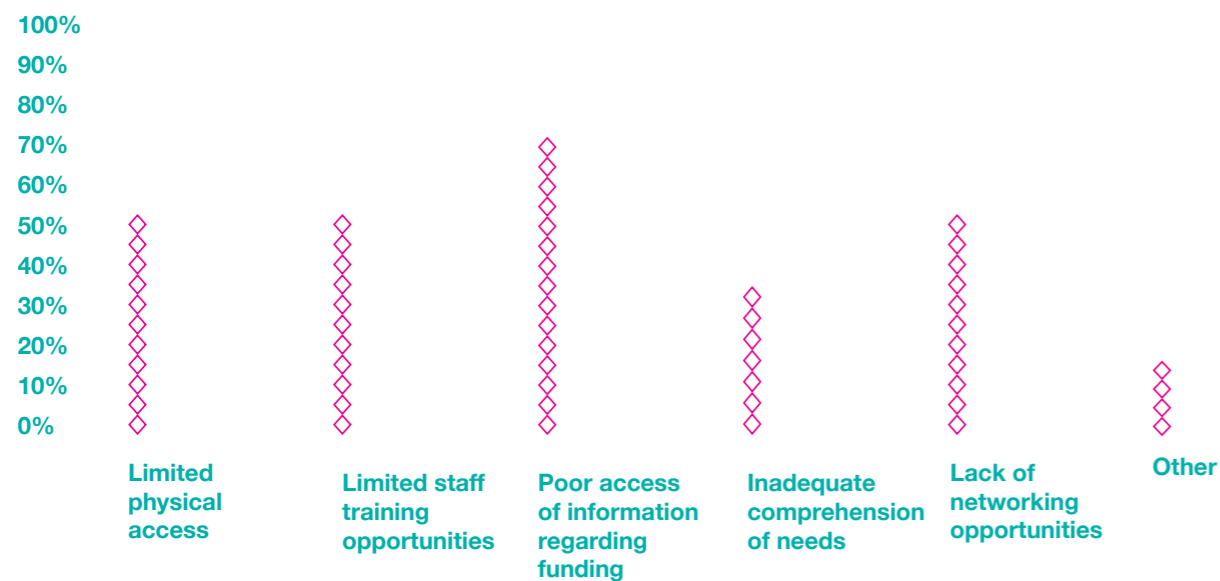 100%
90%
80%
70%
60%
50%
40%
30%
20%
10%
0%
Limited
physical
access
Limited staff
training
opportunities
Poor access
of information
regarding
funding
Inadequate
comprehension
of needs
Lack of
networking
opportunities
Other